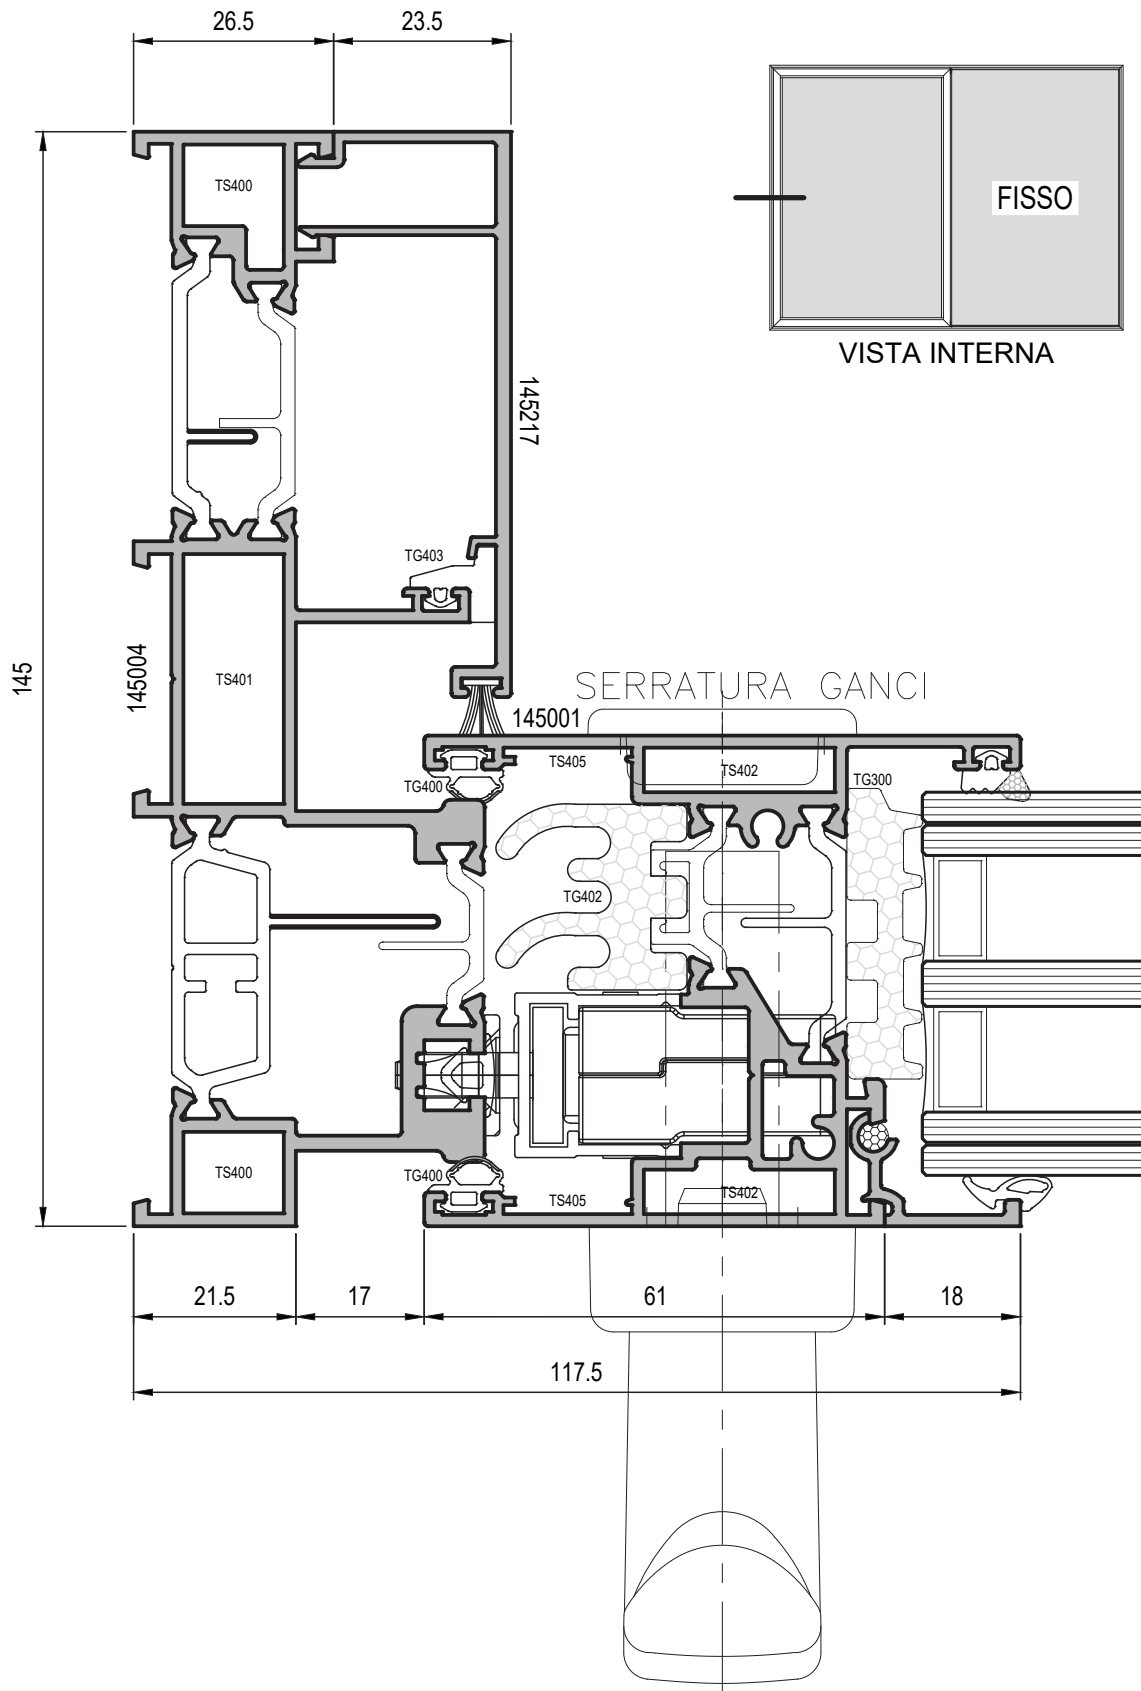 26.5
23.5
TS400
FISSO
VISTA INTERNA
145217
TG403
145
145004
TS401
SERRATURA GANCI
145001
TS405
TS402
TG400
TG300
TG402
TS400
TG400
TS405
TS402
21.5
17
61
18
117.5